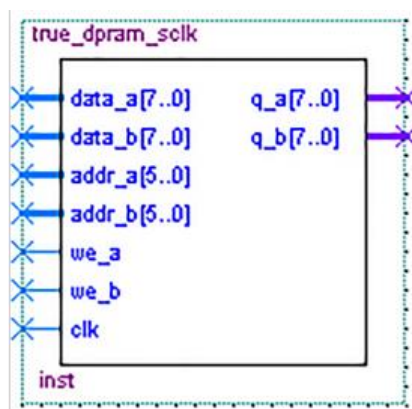 true_dpram_sclk
data_a[7..0] q_a[7..0]
data_b[7..0] q_b[7..0]
addr_a[5..0]
addr_b[5..0]
we_a
we_b
clk
inst